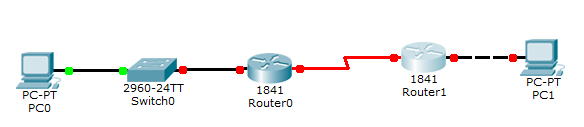 PC-PT
PC0
2960-24TT
Switch0
1841
Router0
1841
Router1
PC-PT
PC1